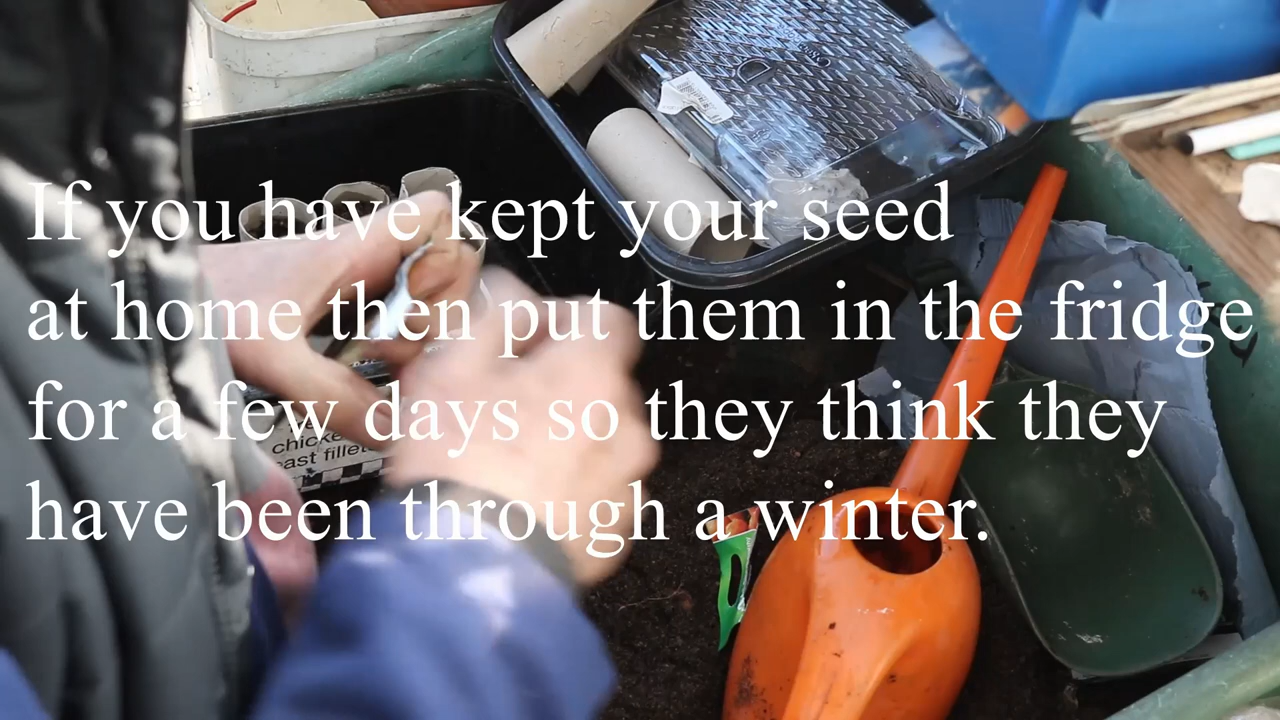 If you have kept your seed
at home then put them in the fridge
for a few days so they think they
have been through a winter.